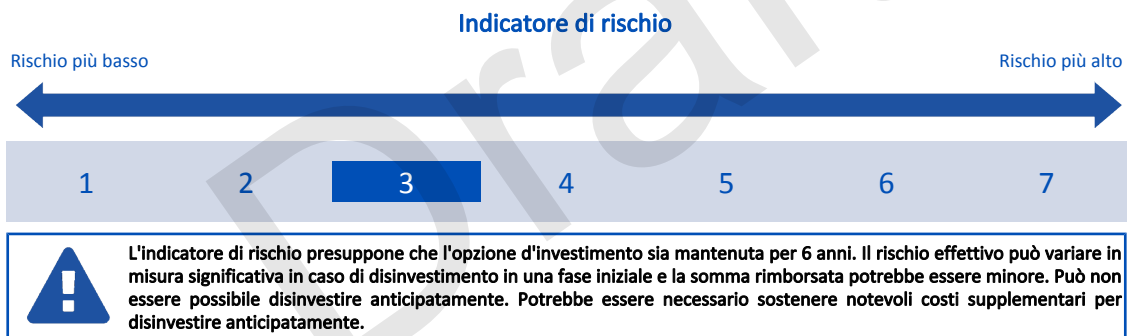 Indicatore di rischio
Rischio più basso
Rischio più alto
1 2 3 4 5 6 7
L'indicatore di rischio presuppone che l'opzione d'investimento sia mantenuta per 6 anni. Il rischio effettivo può variare in
misura significativa in caso di disinvestimento in una fase iniziale e la somma rimborsata potrebbe essere minore. Può non
essere possibile disinvestire anticipatamente. Potrebbe essere necessario sostenere notevoli costi supplementari per
disinvestire anticipatamente.